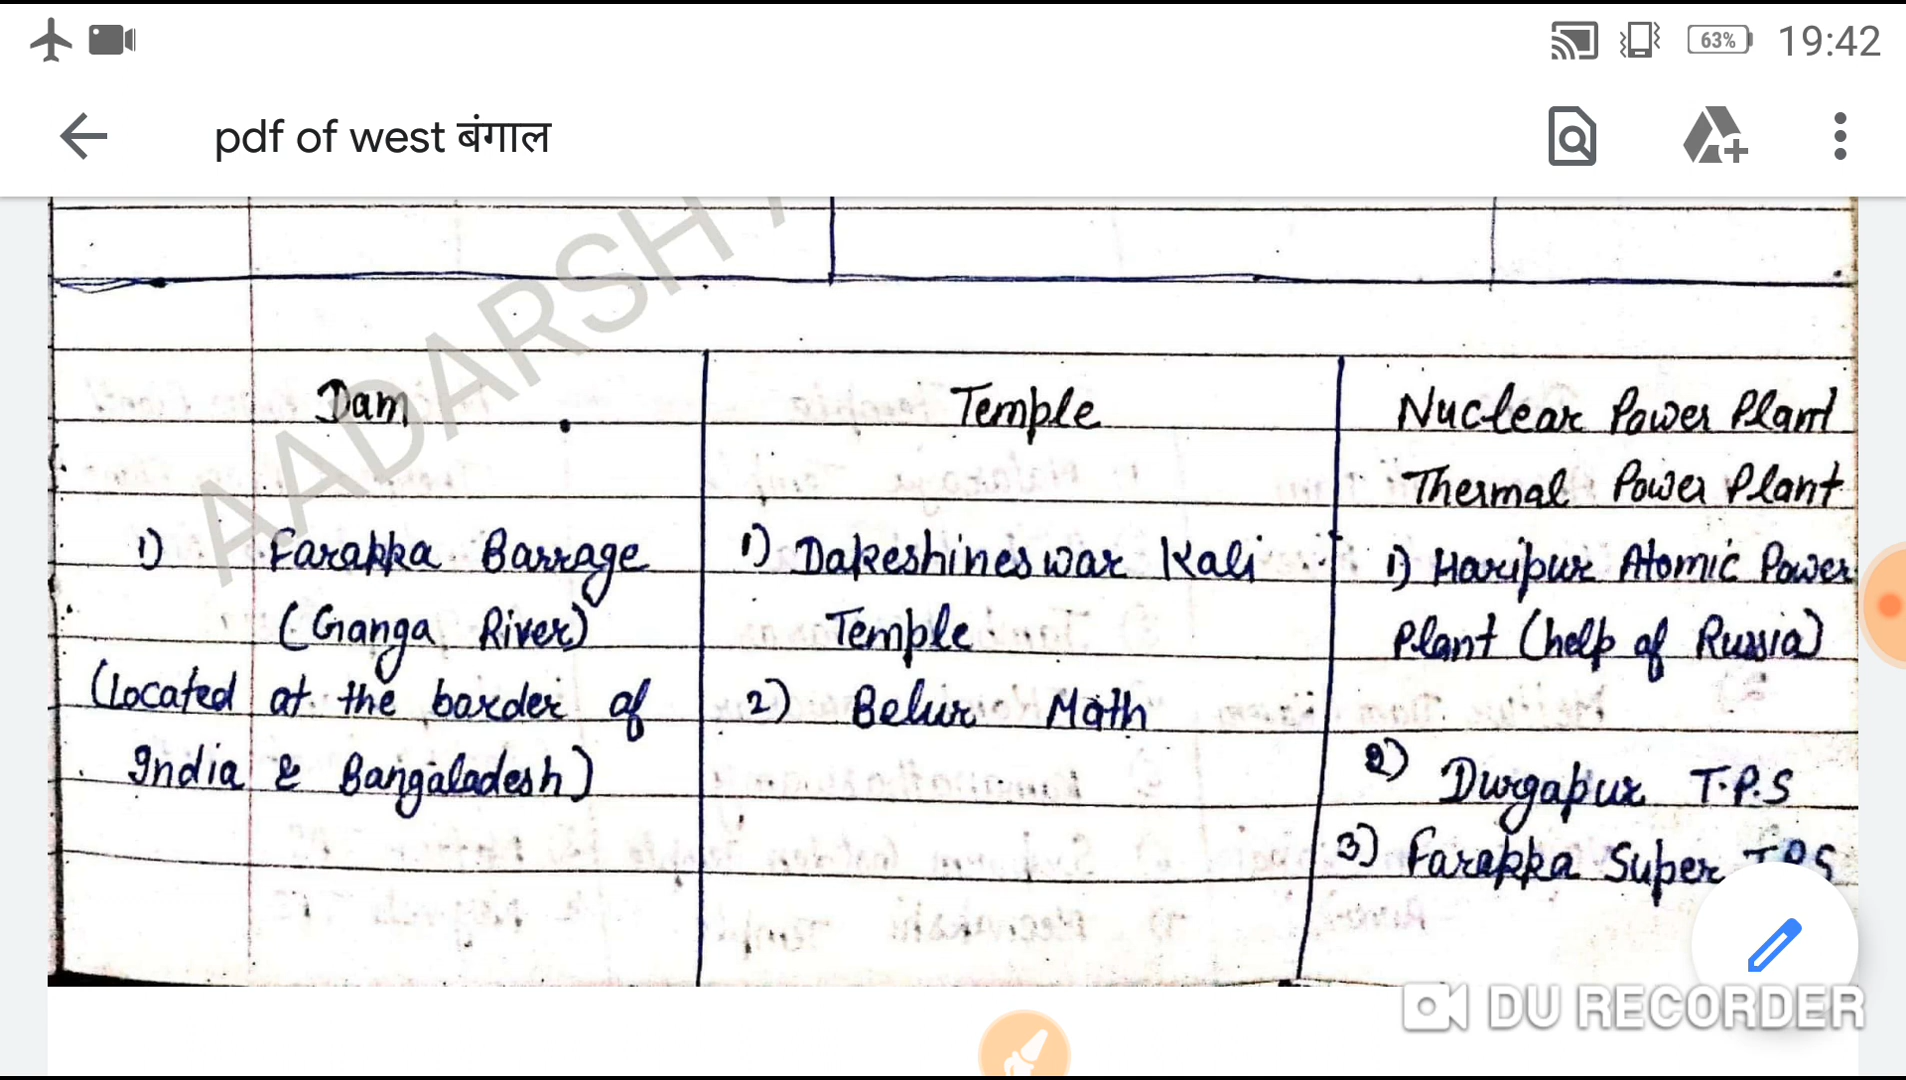 63% 19:42
pdf of west बंगाल
AADARSH
Dam
Temple
Nuclear Power Plant
Thermal Power Plant
1) Farakka Barrage
(Ganga River)
(Located at the border of
India & Bangaladesh)
1) Dakeshineswar Kali
Temple
2) Belur Math
1) Haripur Atomic Power
Plant (help of Russia)
2) Durgapur T.P.S
3) Farakka Super T.P.S
DU RECORDER